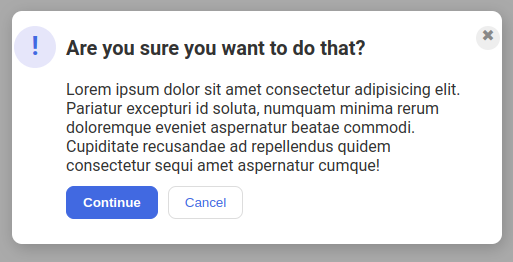 !
Are you sure you want to do that?
✖
Lorem ipsum dolor sit amet consectetur adipisicing elit.
Pariatur excepturi id soluta, numquam minima rerum
doloremque eveniet aspernatur beatae commodi.
Cupiditate recusandae ad repellendus quidem
consectetur sequi amet aspernatur cumque!
Continue
Cancel